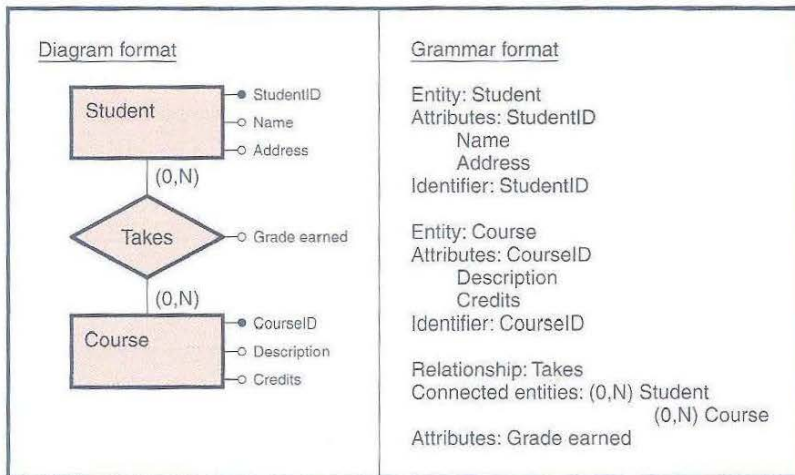 Diagram format
Student
StudentID
Name
Address
(0,N)
Takes
Grade earned
(0,N)
Course
CourseID
Description
Credits
Grammar format
Entity: Student
Attributes: StudentID
Name
Address
Identifier: StudentID
Entity: Course
Attributes: CourseID
Description
Credits
Identifier: CourseID
Relationship: Takes
Connected entities: (0,N) Student
(0,N) Course
Attributes: Grade earned